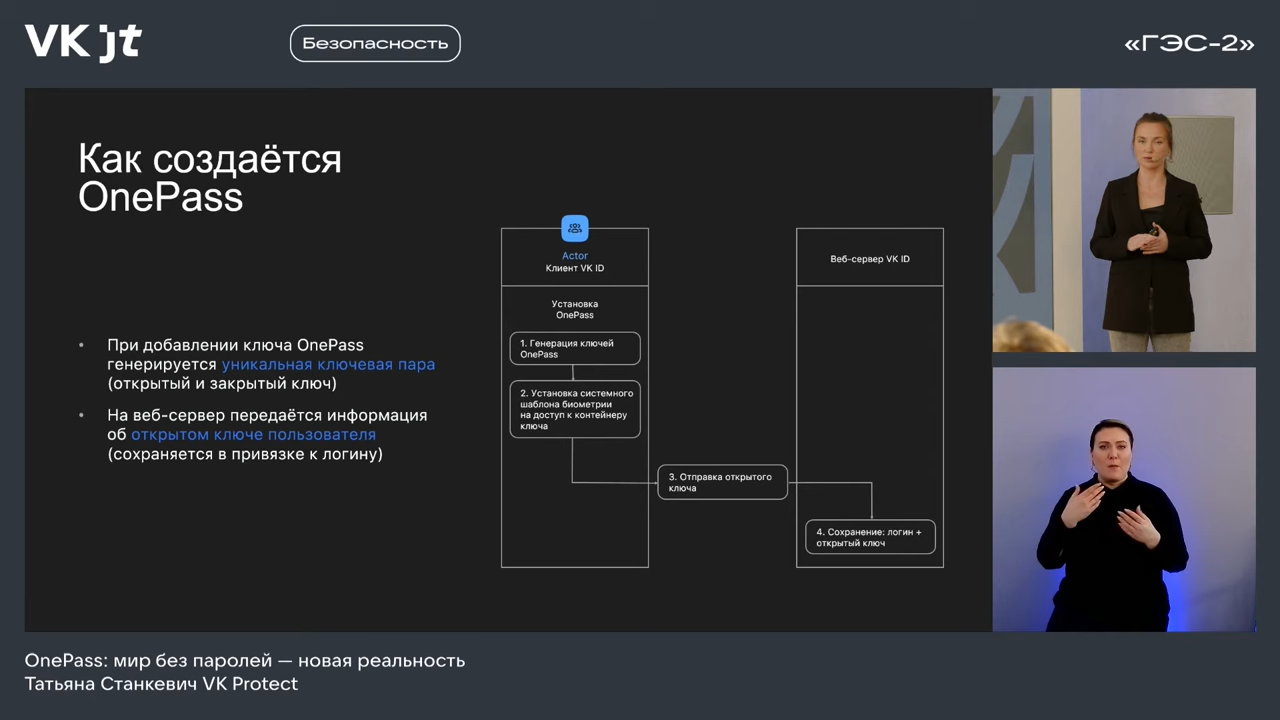 VK jt
Безопасность
«ГЭС-2»
Как создаётся
OnePass
• При добавлении ключа OnePass
генерируется уникальная ключевая пара
(открытый и закрытый ключ)
• На веб-сервер передаётся информация
об открытом ключе пользователя
(сохраняется в привязке к логину)
Actor
Клиент VK ID
Установка
OnePass
1. Генерация ключей
OnePass
2. Установка системного
шаблона биометрии
на доступ к контейнеру
ключа
3. Отправка открытого
ключа
Веб-сервер VK ID
4. Сохранение: логин +
открытый ключ
OnePass: мир без паролей — новая реальность
Татьяна Станкевич VK Protect